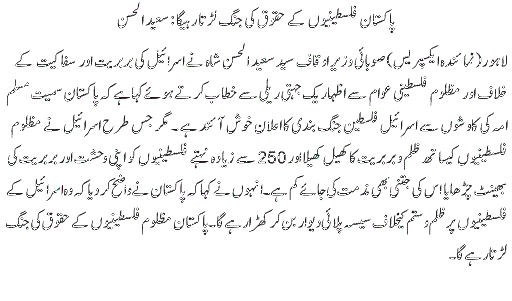 پاکستان فلسطینیوں کے حقوق کی جنگ لڑتا رہیگا: سعید الحسن
لاہور (نمائندہ ایکسپریس) صوبائی وزیر اوقاف سید سعید الحسن شاہ نے اسرائیل کی بربریت اور سفاکیت کے
خلاف اور مظلوم فلسطینی عوام سے اظہار یک جہتی ریلی سے خطاب کرتے ہوئے کہا ہے کہ پاکستان سمیت مسلم
امہ کی کاوشوں سے اسرائیل فلسطین جنگ بندی کا اعلان خوش آئند ہے۔ مگر جس طرح اسرائیل نے مظلوم
فلسطینیوں کیساتھ ظلم و بربریت کا کھیل کھیلا اور 250 سے زیادہ نہتے فلسطینیوں کو اپنی وحشت اور بربریت کی
بھینٹ چڑھایا اس کی جتنی بھی مذمت کی جائے کم ہے۔ انہوں نے کہا کہ پاکستان نے واضح کر دیا کہ وہ اسرائیل کے
فلسطینیوں پر ظلم و ستم کیخلاف سیسہ پلائی دیوار بن کر کھڑا رہے گا۔ پاکستان مظلوم فلسطینیوں کے حقوق کی جنگ
لڑتا رہے گا۔